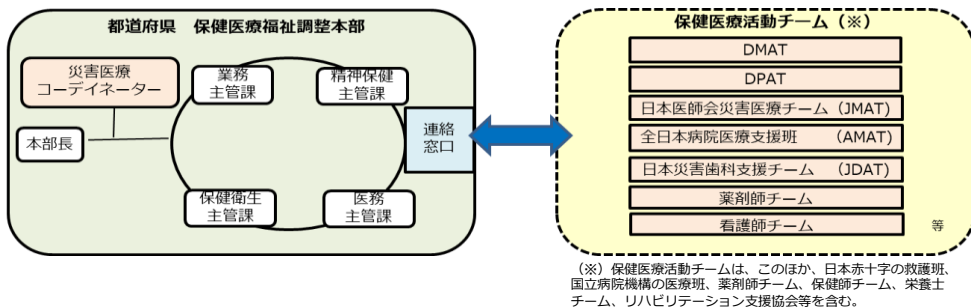 都道府県　保健医療福祉調整本部
災害医療
コーデイネーター
本部長
業務
主管課
精神保健
主管課
保健衛生
主管課
医務
主管課
連絡
窓口
保健医療活動チーム（※）
DMAT
DPAT
日本医師会災害医療チーム（JMAT）
全日本病院医療支援班　　（AMAT)
日本災害歯科支援チーム　（JDAT)
薬剤師チーム
看護師チーム
等
（※）保健医療活動チームは、このほか、日本赤十字の救護班、
国立病院機構の医療班、薬剤師チーム、保健師チーム、栄養士
チーム、リハビリテーション支援協会等を含む。